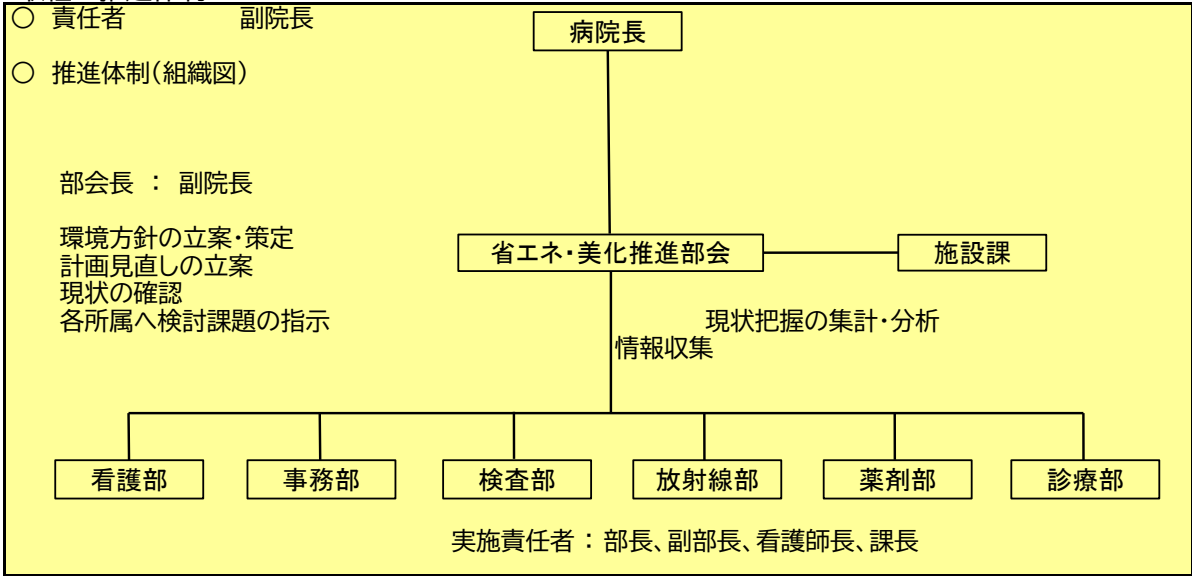 ○ 責任者 副院長
病院長
○ 推進体制(組織図)
部会長 : 副院長
環境方針の立案・策定
計画見直しの立案
現状の確認
各所属へ検討課題の指示
省エネ・美化推進部会
施設課
現状把握の集計・分析
情報収集
看護部
事務部
検査部
放射線部
薬剤部
診療部
実施責任者 : 部長、副部長、看護師長、課長